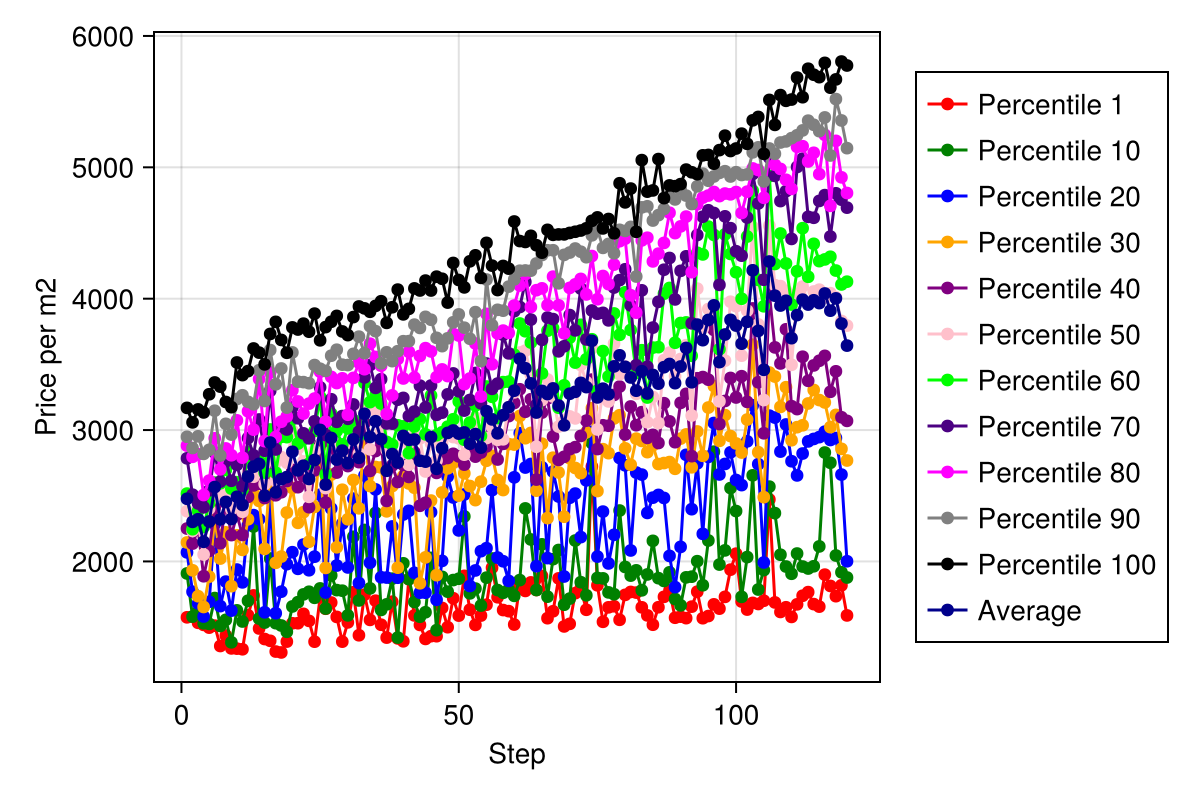 6000
5000
4000
3000
2000
Price per m2
0
50
100
Step
Percentile 1
Percentile 10
Percentile 20
Percentile 30
Percentile 40
Percentile 50
Percentile 60
Percentile 70
Percentile 80
Percentile 90
Percentile 100
Average